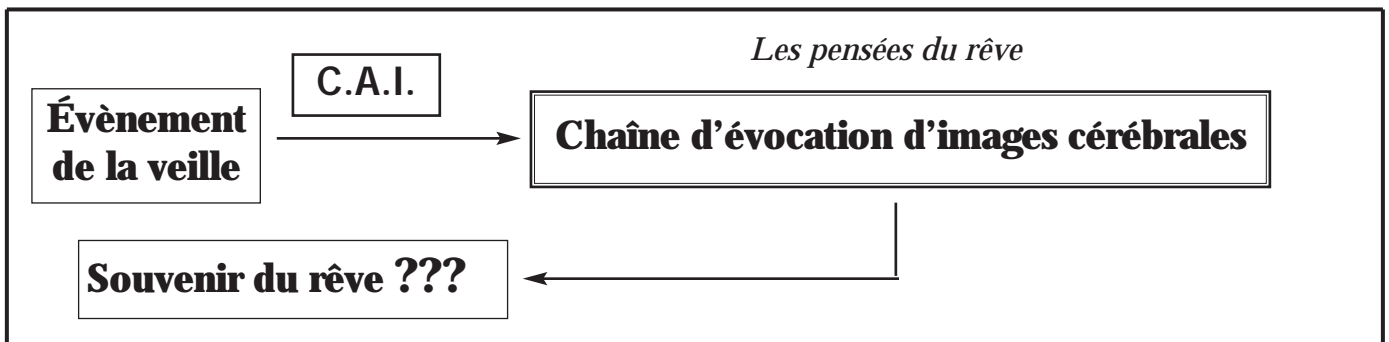 Les pensées du rêve
C.A.I.
Évènement
de la veille
Chaîne d'évocation d'images cérébrales
Souvenir du rêve ???